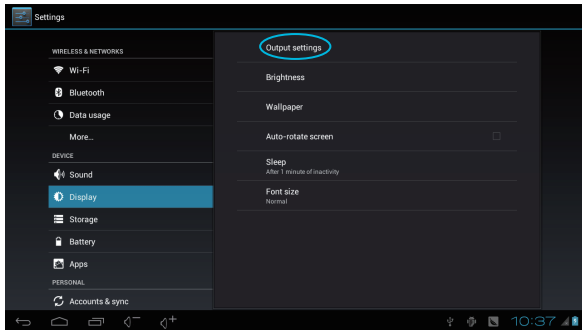 Settings
WIRELESS & NETWORKS
Wi-Fi
Bluetooth
Data usage
More...
DEVICE
Sound
Display
Storage
Battery
Apps
PERSONAL
Accounts & sync
Output settings
Brightness
Wallpaper
Auto-rotate screen
Sleep
After 1 minute of inactivity
Font size
Normal
10:37